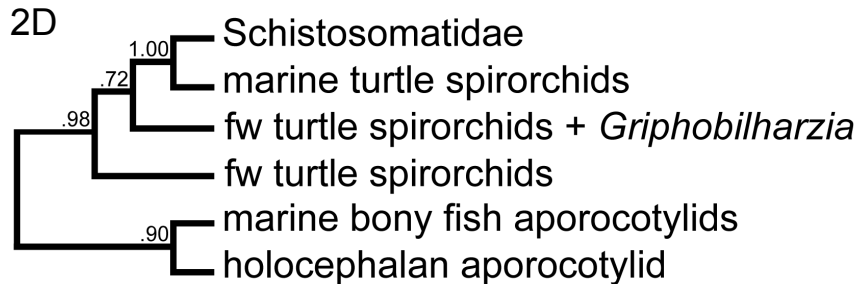 2D
Schistosomatidae
1.00
marine turtle spirorchids
.72
fw turtle spirorchids + Griphobilharzia
.98
fw turtle spirorchids
marine bony fish aporocotylids
.90
holocephalan aporocotylid